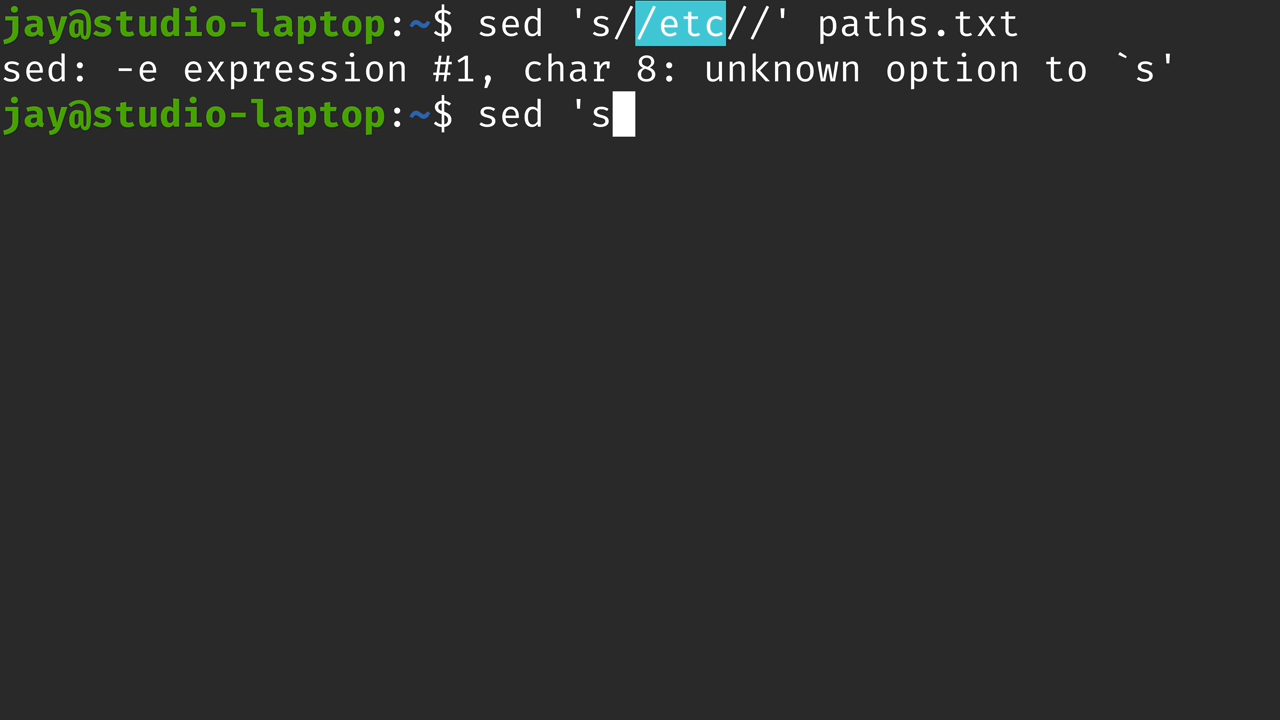 jay@studio-laptop:~$ sed 's//etc//' paths.txt
sed: -e expression #1, char 8: unknown option to `s'
jay@studio-laptop:~$ sed 's